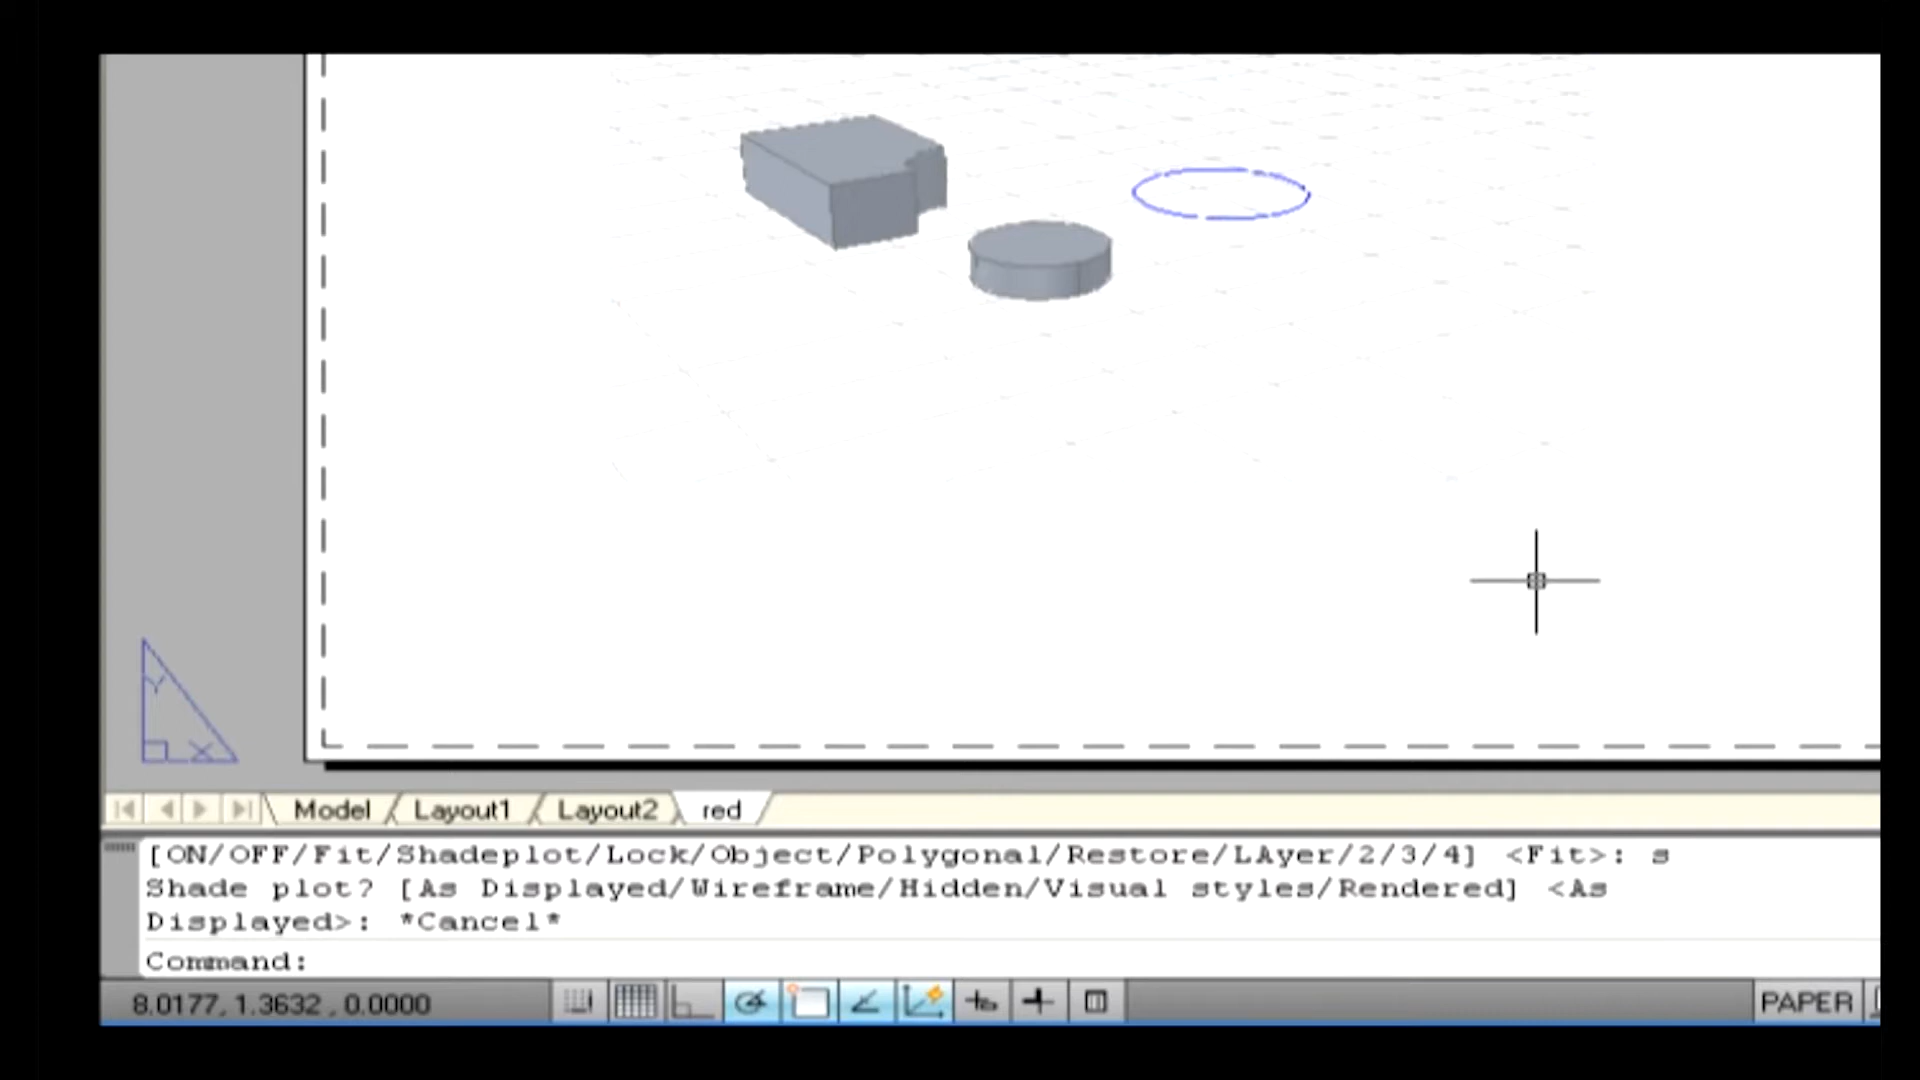 Y
X
Model Layout1 Layout2 red
[ON/OFF/Fit/Shadeplot/Lock/Object/Polygonal/Restore/LAyer/2/3/4] <Fit>: s
Shade plot? [As Displayed/Wireframe/Hidden/Visual styles/Rendered] <As
Displayed>: *Cancel*
Command:
8.0177, 1.3632 , 0.0000 PAPER